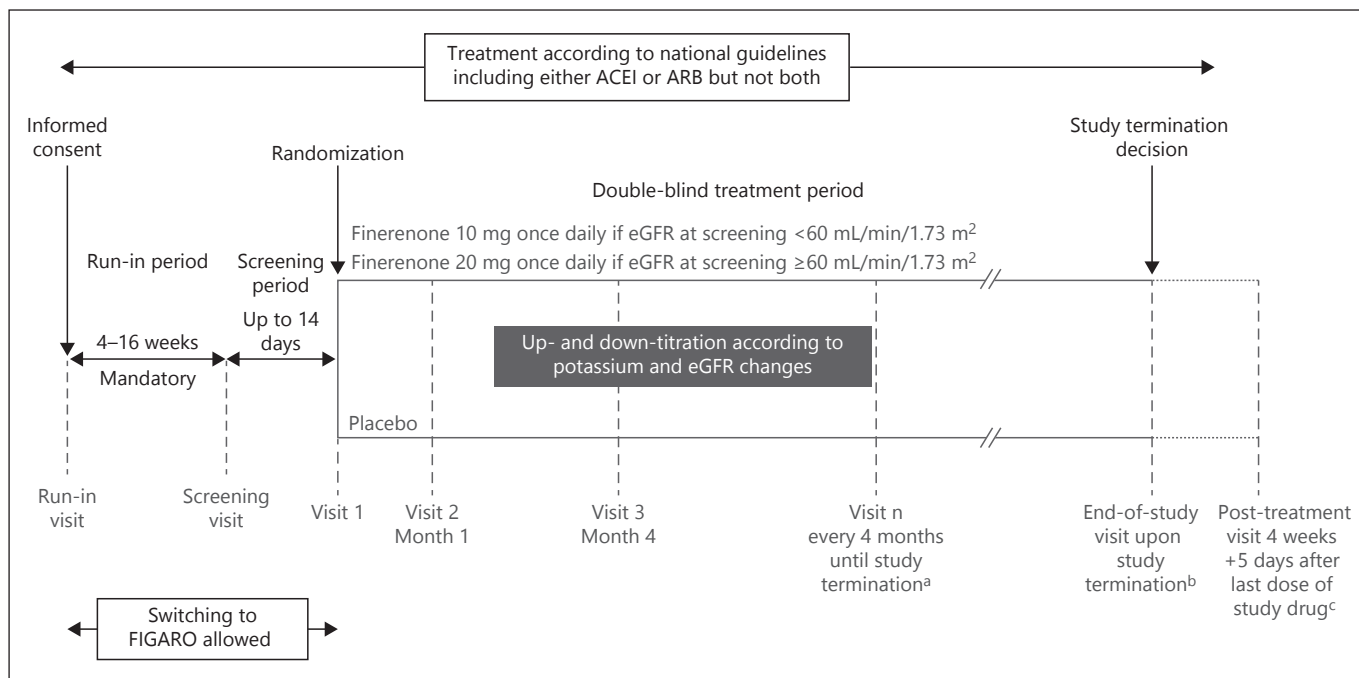 Treatment according to national guidelines
including either ACEI or ARB but not both
Informed
consent
Randomization
Study termination
decision
Double-blind treatment period
Finerenone 10 mg once daily if eGFR at screening <60 mL/min/1.73 m²
Finerenone 20 mg once daily if eGFR at screening ≥60 mL/min/1.73 m²
Run-in period
Screening
period
4–16 weeks
Mandatory
Up to 14
days
Up- and down-titration according to
potassium and eGFR changes
Placebo
Run-in
visit
Screening
visit
Visit 1
Visit 2
Month 1
Visit 3
Month 4
Visit n
every 4 months
until study
terminationᵃ
End-of-study
visit upon
study
terminationᵇ
Post-treatment
visit 4 weeks
+5 days after
last dose of
study drugᶜ
Switching to
FIGARO allowed